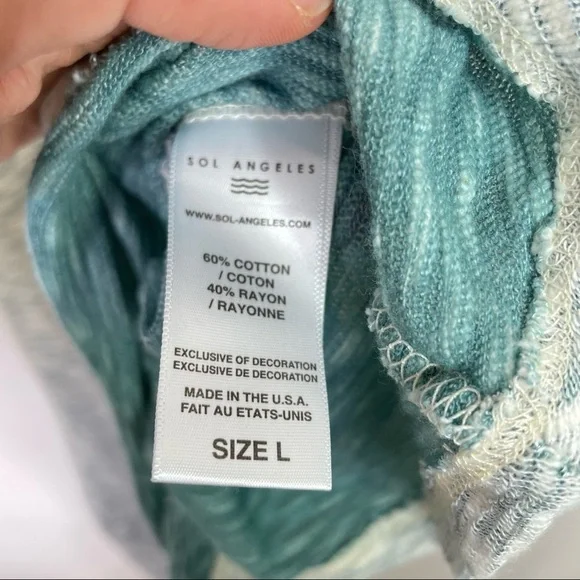 SOL ANGELES
WWW.SOL-ANGELES.COM
60% COTTON
/ COTON
40% RAYON
/ RAYONNE
EXCLUSIVE OF DECORATION
EXCLUSIVE DE DECORATION
MADE IN THE U.S.A.
FAIT AU ETATS-UNIS
SIZE L